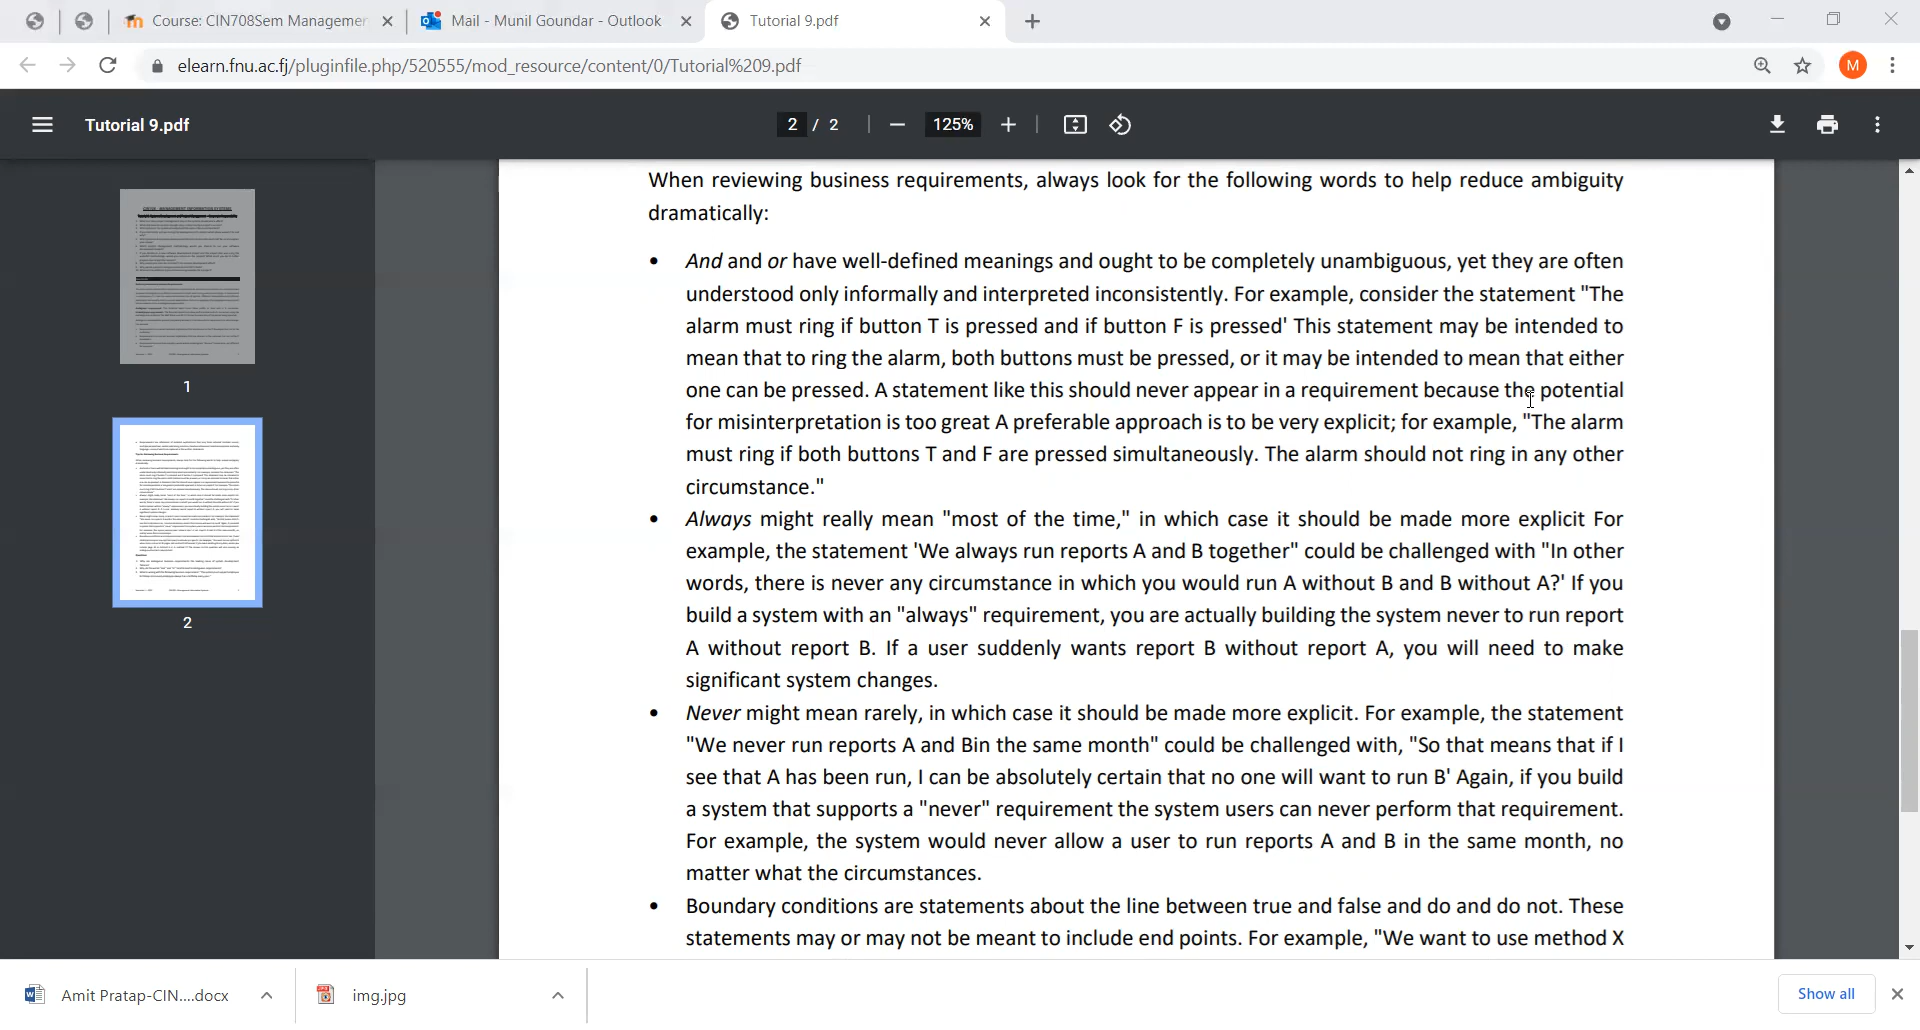 Course: CIN708Sem Managemen
Mail - Munil Goundar - Outlook
Tutorial 9.pdf
elearn.fnu.ac.fj/pluginfile.php/520555/mod_resource/content/0/Tutorial%209.pdf
M
Tutorial 9.pdf
2 / 2
125%
1
2
When reviewing business requirements, always look for the following words to help reduce ambiguity
dramatically:
• And and or have well-defined meanings and ought to be completely unambiguous, yet they are often
understood only informally and interpreted inconsistently. For example, consider the statement "The
alarm must ring if button T is pressed and if button F is pressed' This statement may be intended to
mean that to ring the alarm, both buttons must be pressed, or it may be intended to mean that either
one can be pressed. A statement like this should never appear in a requirement because the potential
for misinterpretation is too great A preferable approach is to be very explicit; for example, "The alarm
must ring if both buttons T and F are pressed simultaneously. The alarm should not ring in any other
circumstance."
• Always might really mean "most of the time," in which case it should be made more explicit For
example, the statement 'We always run reports A and B together" could be challenged with "In other
words, there is never any circumstance in which you would run A without B and B without A?' If you
build a system with an "always" requirement, you are actually building the system never to run report
A without report B. If a user suddenly wants report B without report A, you will need to make
significant system changes.
• Never might mean rarely, in which case it should be made more explicit. For example, the statement
"We never run reports A and Bin the same month" could be challenged with, "So that means that if I
see that A has been run, I can be absolutely certain that no one will want to run B' Again, if you build
a system that supports a "never" requirement the system users can never perform that requirement.
For example, the system would never allow a user to run reports A and B in the same month, no
matter what the circumstances.
• Boundary conditions are statements about the line between true and false and do and do not. These
statements may or may not be meant to include end points. For example, "We want to use method X
Amit Pratap-CIN....docx
img.jpg
Show all